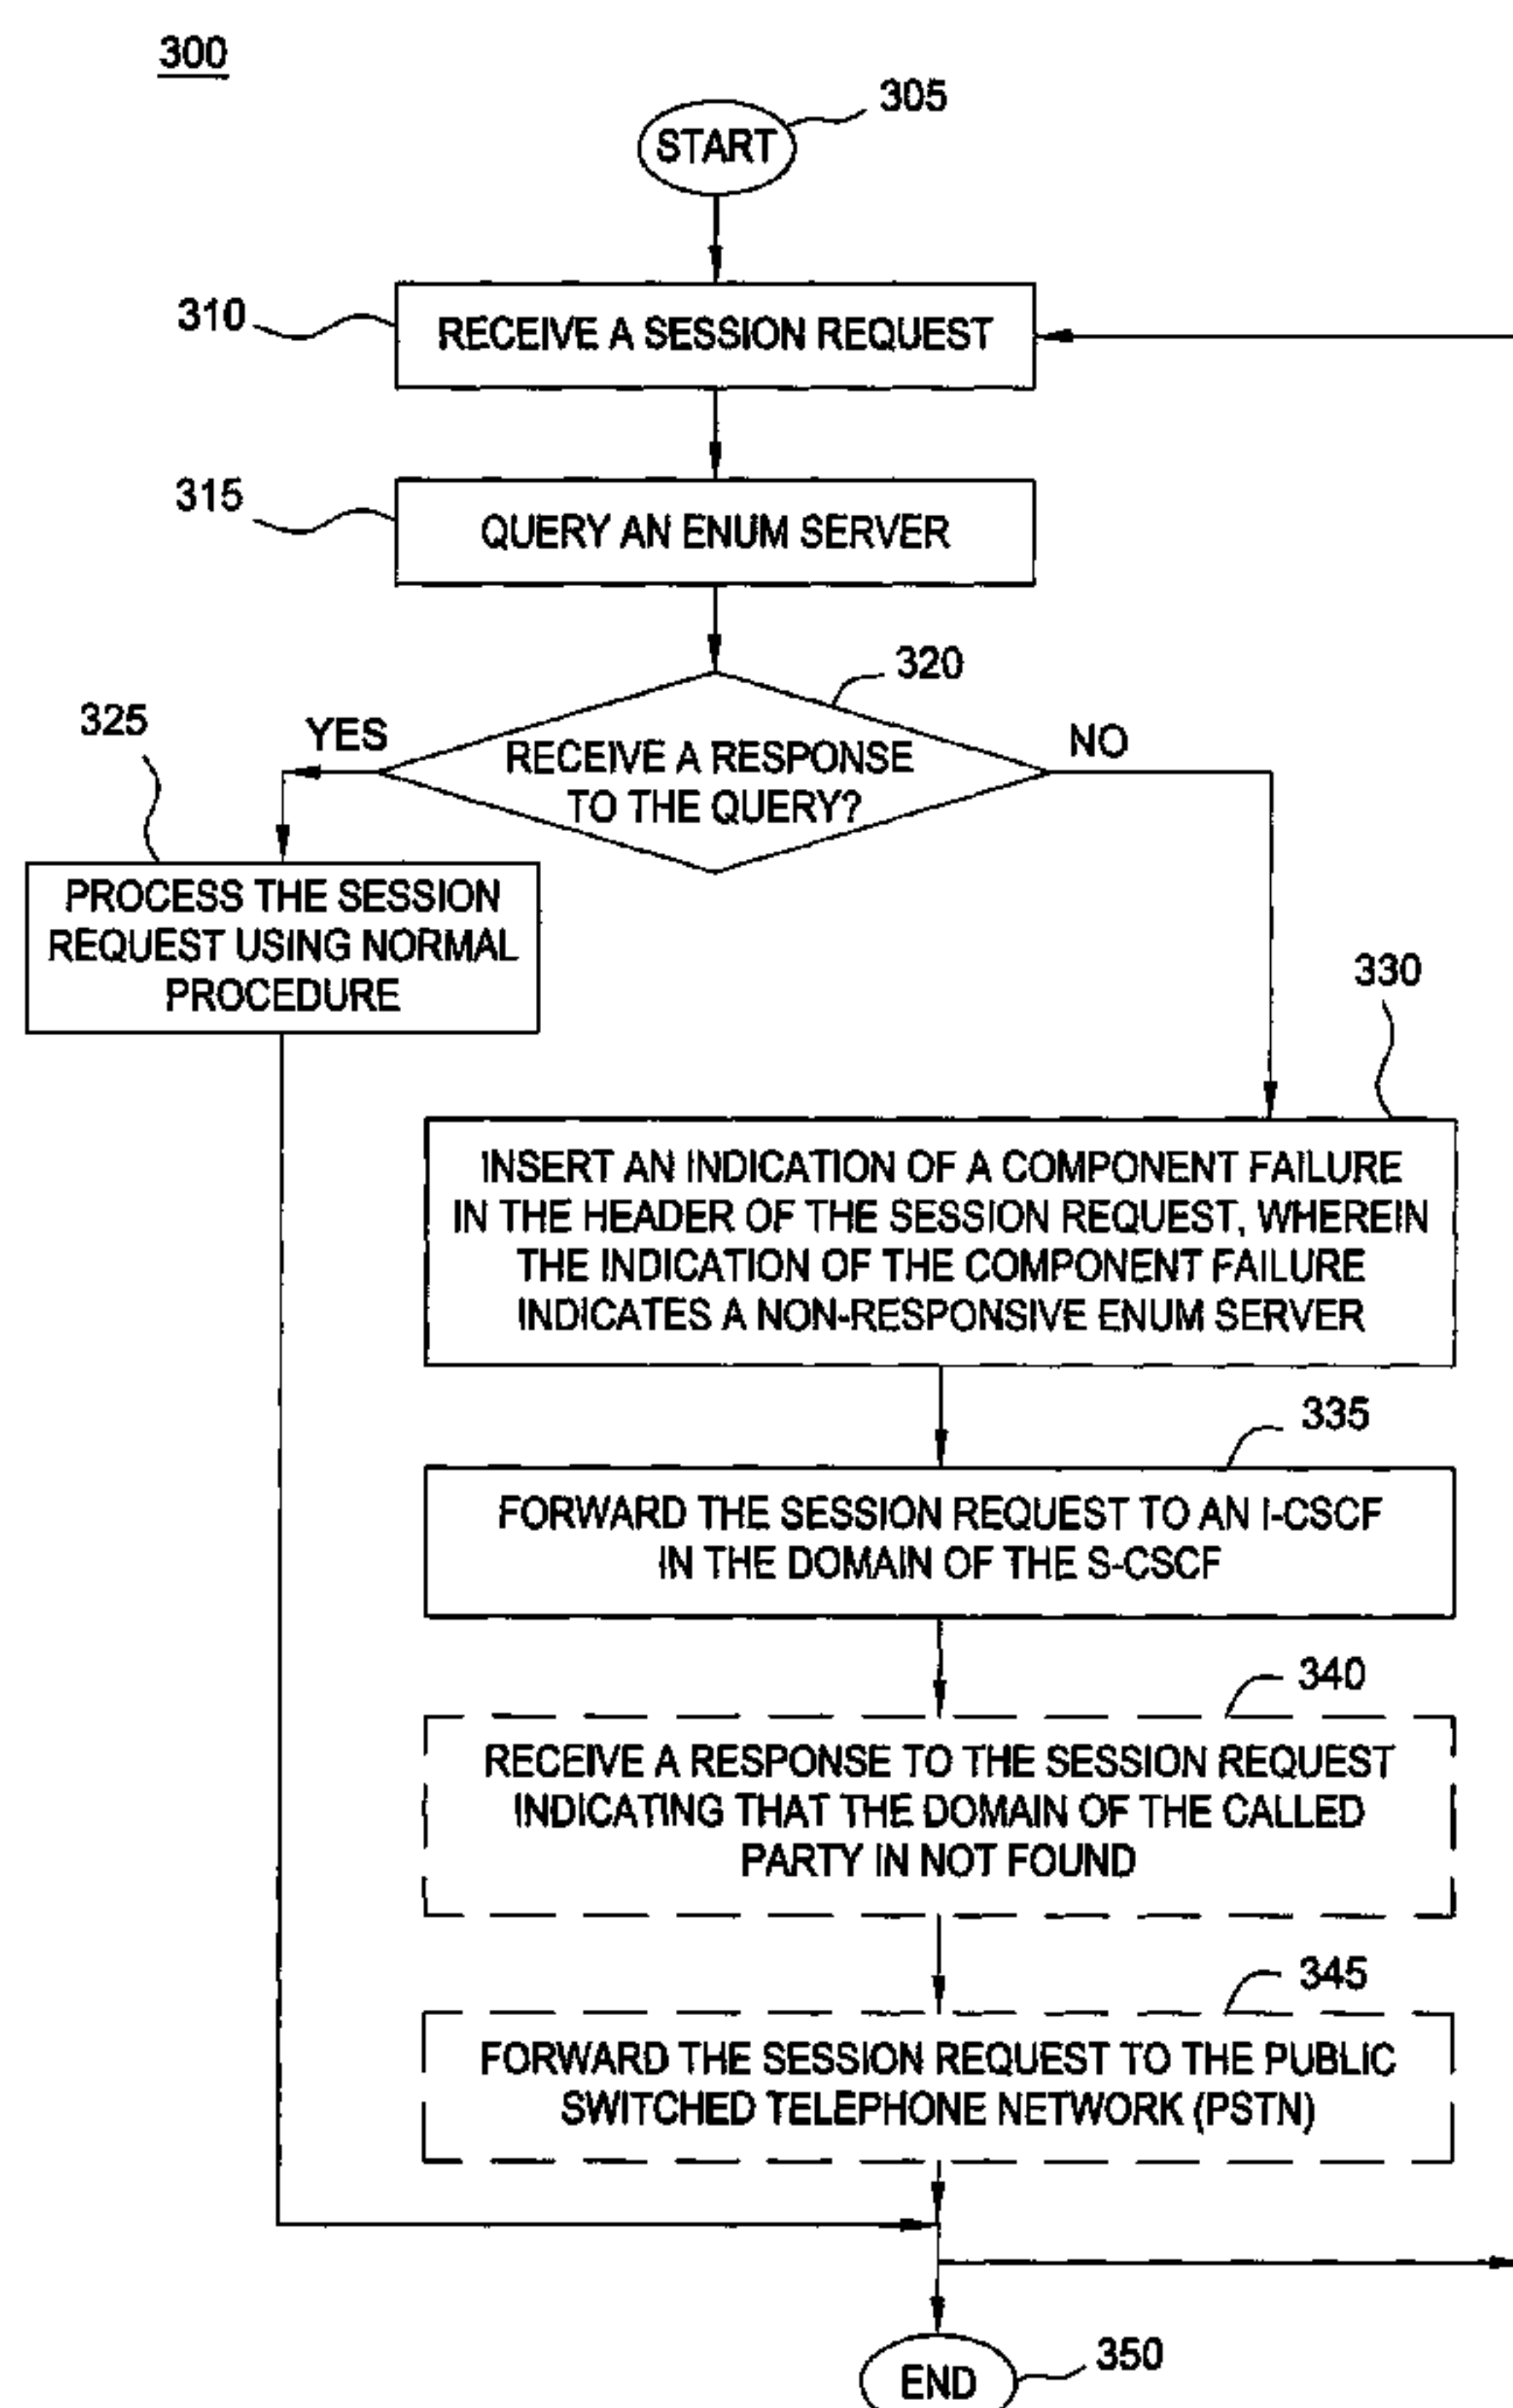 300
305
START
310
RECEIVE A SESSION REQUEST
315
QUERY AN ENUM SERVER
320
325
YES
NO
RECEIVE A RESPONSE
TO THE QUERY?
PROCESS THE SESSION
REQUEST USING NORMAL
PROCEDURE
330
INSERT AN INDICATION OF A COMPONENT FAILURE
IN THE HEADER OF THE SESSION REQUEST, WHEREIN
THE INDICATION OF THE COMPONENT FAILURE
INDICATES A NON-RESPONSIVE ENUM SERVER
335
FORWARD THE SESSION REQUEST TO AN I-CSCF
IN THE DOMAIN OF THE S-CSCF
340
RECEIVE A RESPONSE TO THE SESSION REQUEST
INDICATING THAT THE DOMAIN OF THE CALLED
PARTY IN NOT FOUND
345
FORWARD THE SESSION REQUEST TO THE PUBLIC
SWITCHED TELEPHONE NETWORK (PSTN)
350
END